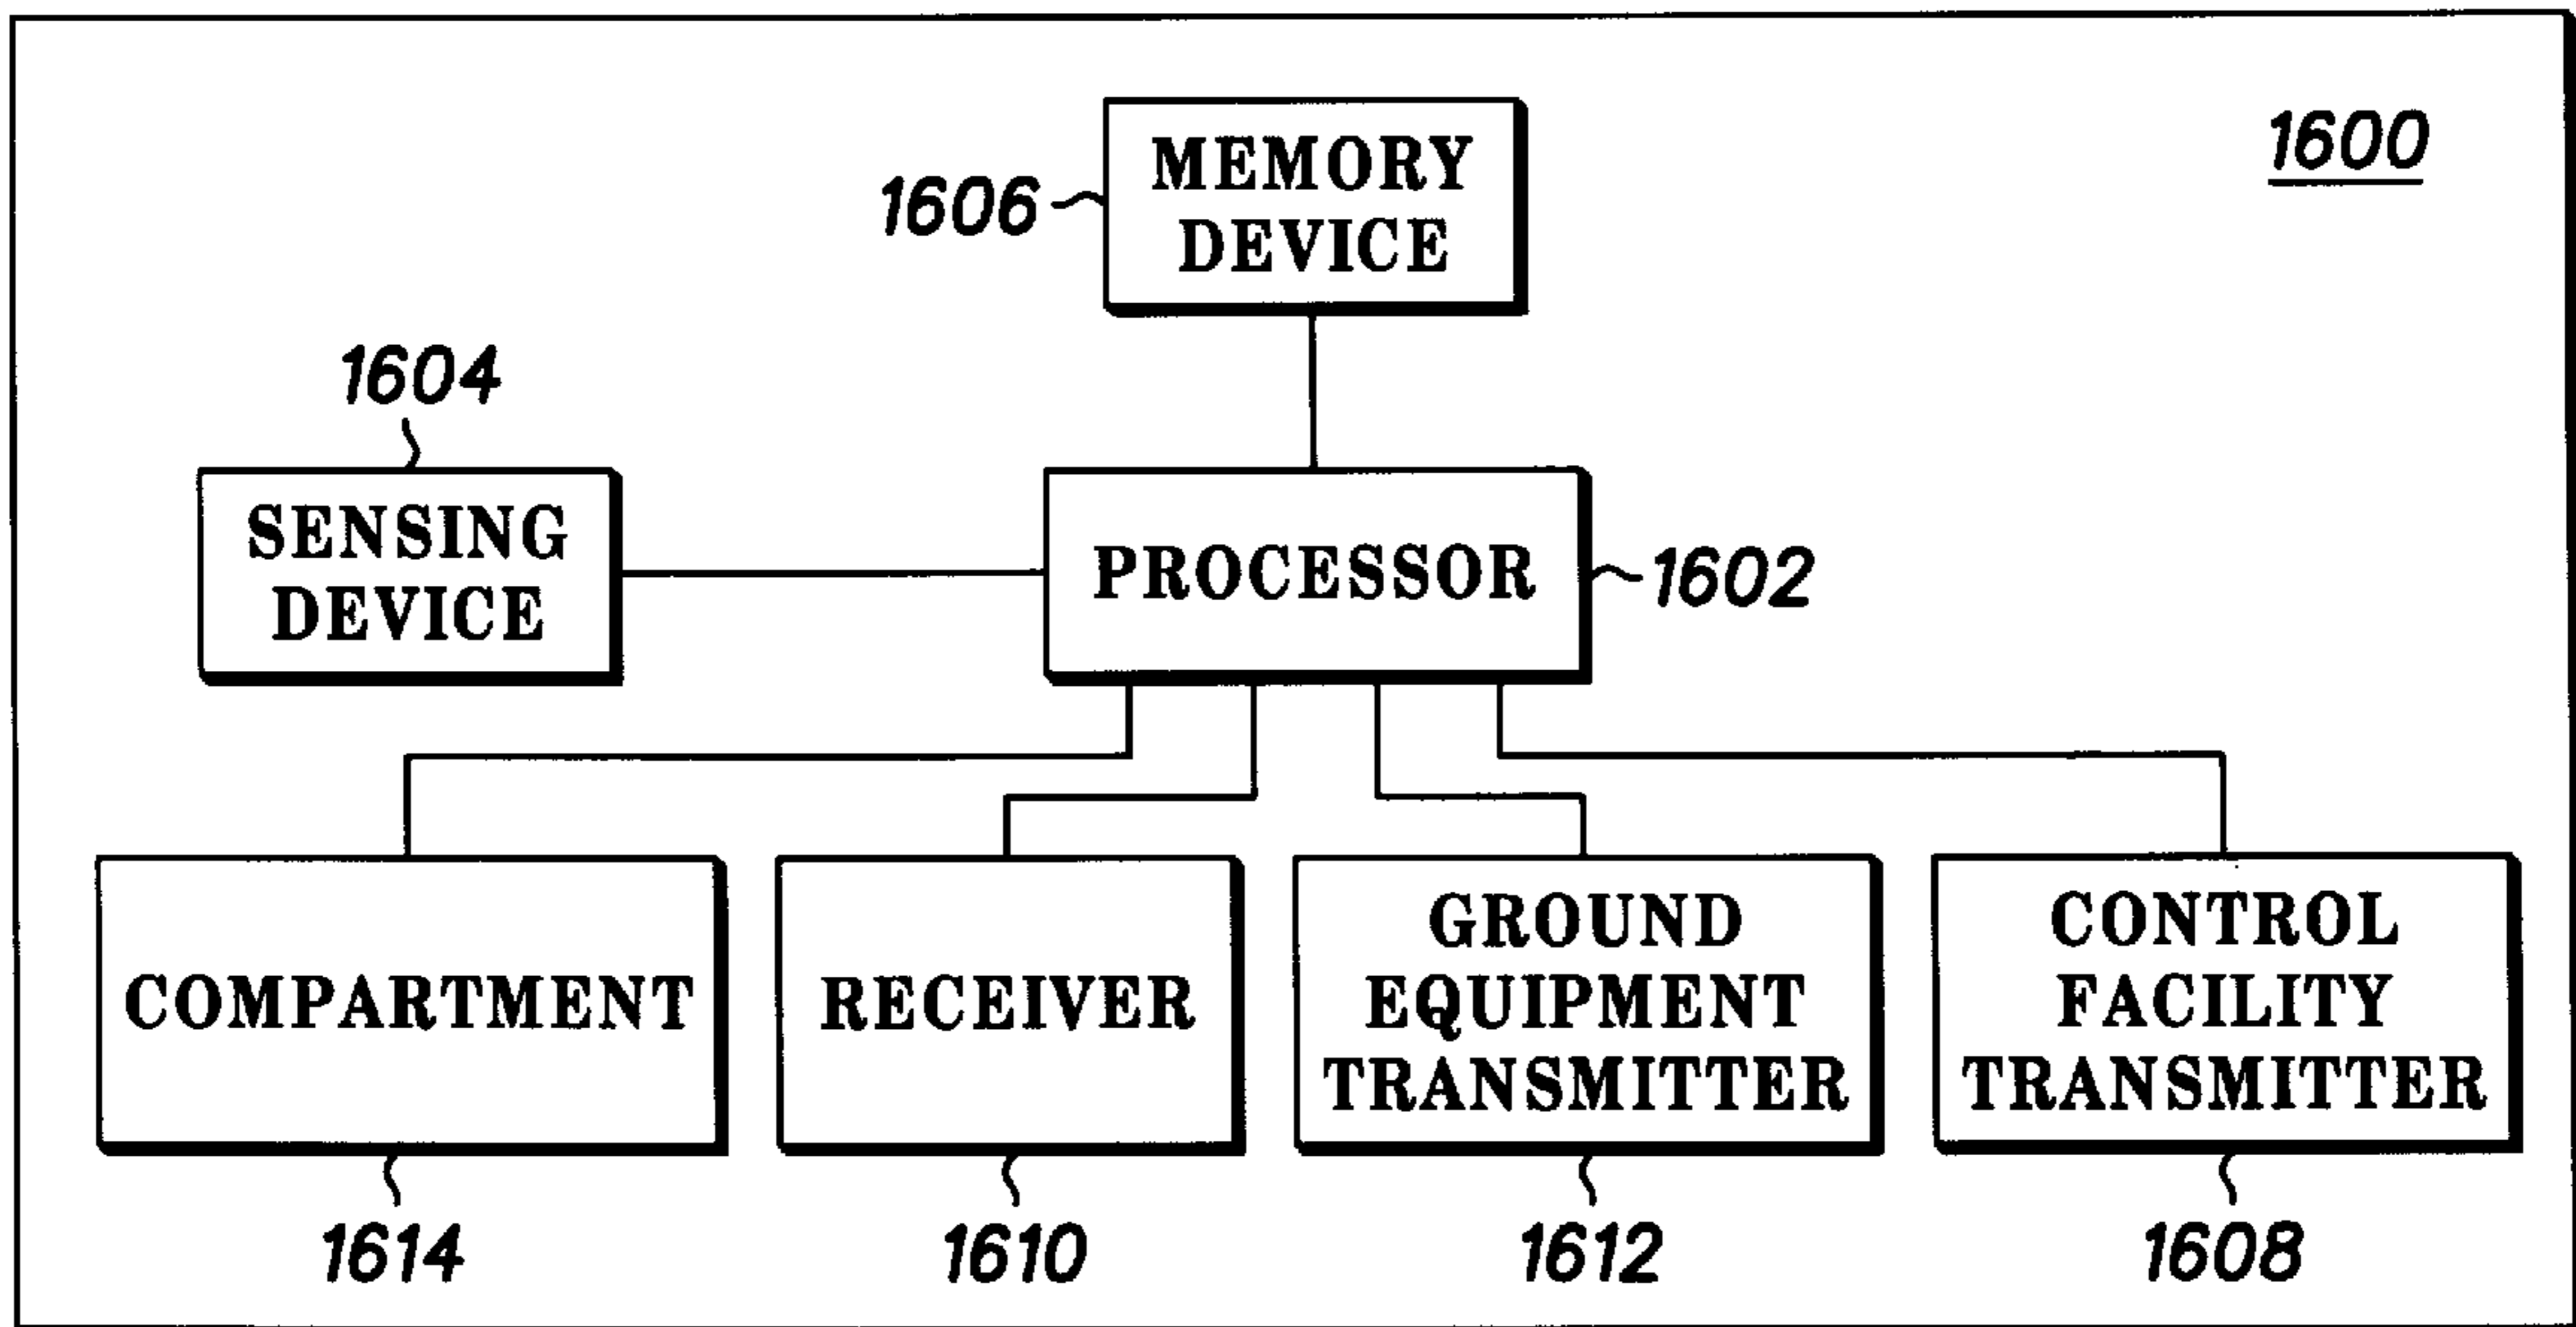 1600
1606
MEMORY
DEVICE
1604
SENSING
DEVICE
PROCESSOR
1602
COMPARTMENT
RECEIVER
GROUND
EQUIPMENT
TRANSMITTER
CONTROL
FACILITY
TRANSMITTER
1614
1610
1612
1608